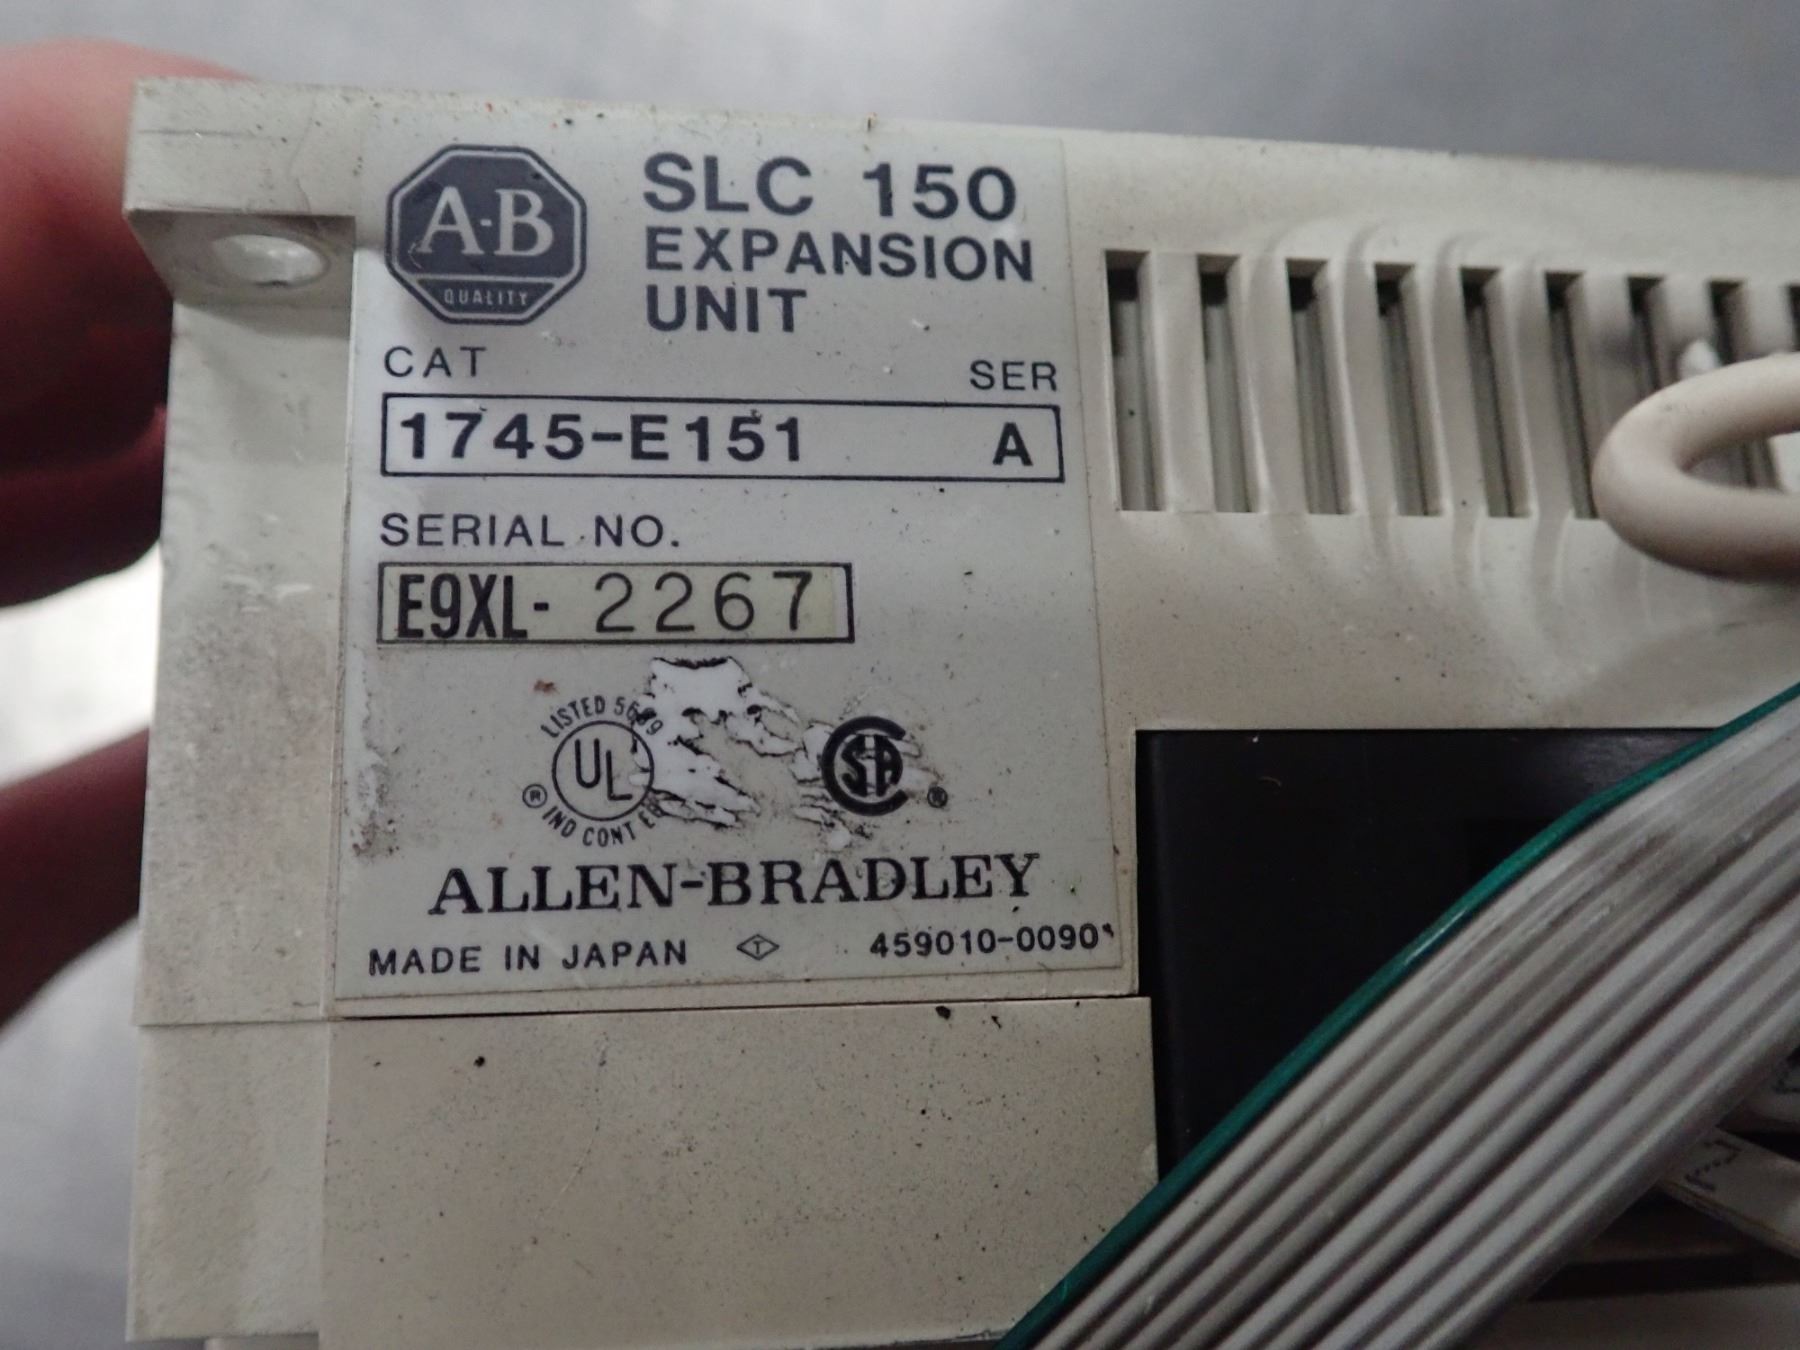 A-B
QUALITY
SLC 150
EXPANSION
UNIT
CAT SER
1745-E151 A
SERIAL NO.
E9XL- 2267
LISTED
UL
®
IND CONT
SA
®
ALLEN-BRADLEY
MADE IN JAPAN T 459010-0090